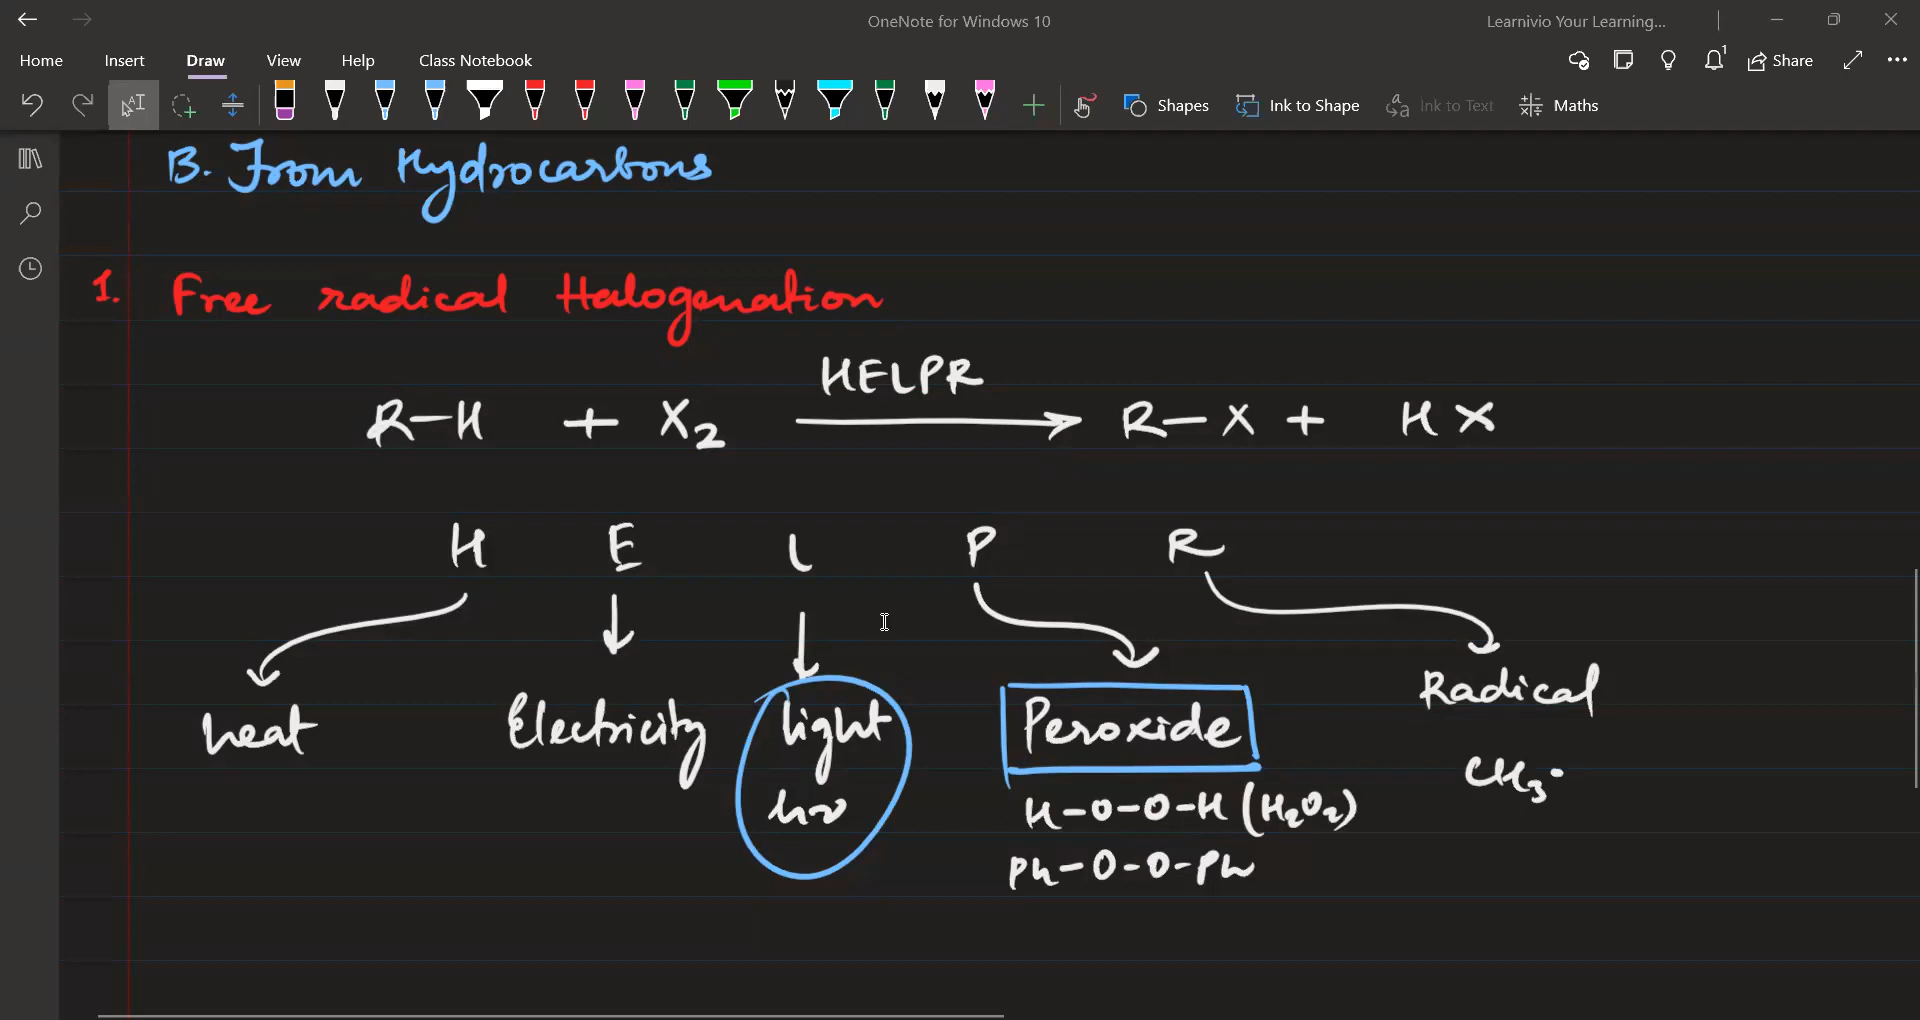 OneNote for Windows 10
Learnivio Your Learning...
Home Insert Draw View Help Class Notebook
1 Share
Shapes Ink to Shape Ink to Text Maths
B. From Hydrocarbons
1. Free radical Halogenation
HELPR
R-H + X₂ ⟶ R-X + HX
H E L P R
heat Electricity light Peroxide Radical
hν H-O-O-H (H₂O₂) CH₃•
Ph-O-O-Ph